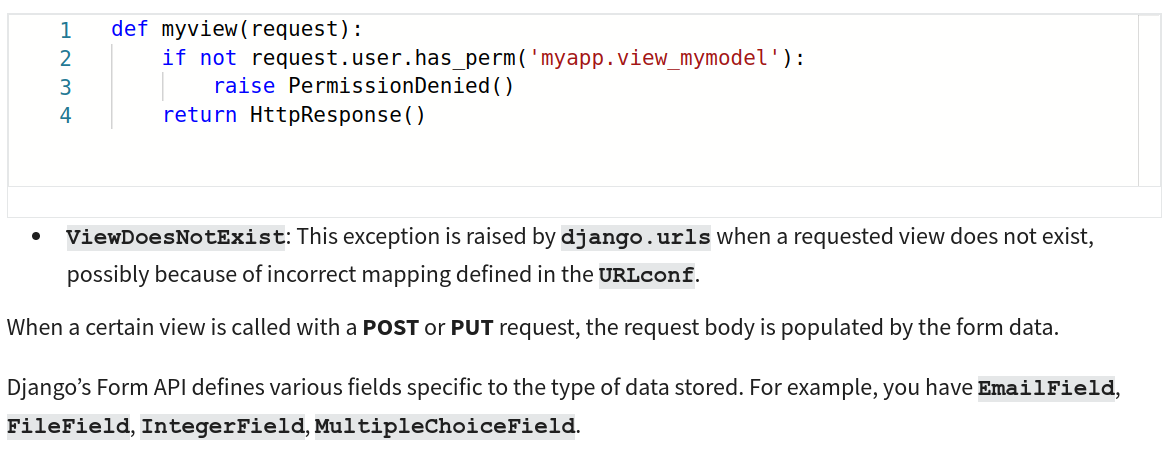 1 def myview(request):
2     if not request.user.has_perm('myapp.view_mymodel'):
3         raise PermissionDenied()
4     return HttpResponse()
• ViewDoesNotExist: This exception is raised by django.urls when a requested view does not exist,
possibly because of incorrect mapping defined in the URLconf.
When a certain view is called with a POST or PUT request, the request body is populated by the form data.
Django’s Form API defines various fields specific to the type of data stored. For example, you have EmailField,
FileField, IntegerField, MultipleChoiceField.